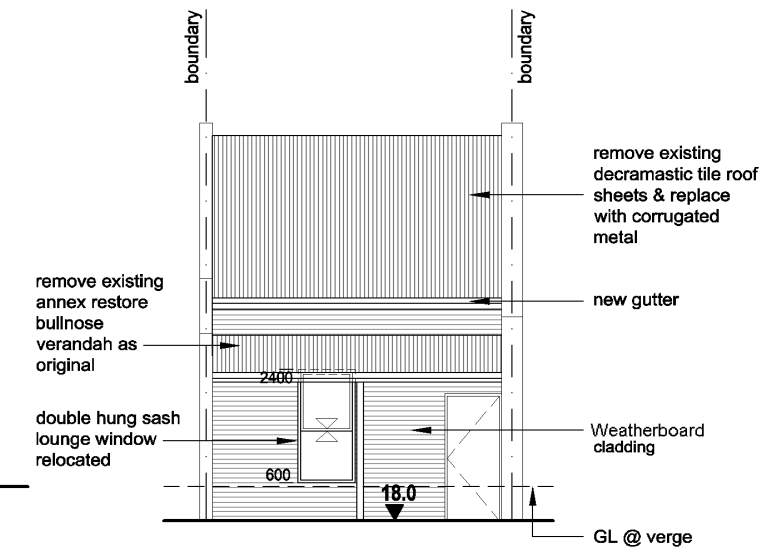 boundary
boundary
remove existing
decramastic tile roof
sheets & replace
with corrugated
metal
remove existing
annex restore
bullnose
verandah as
original
new gutter
2400
double hung sash
lounge window
relocated
Weatherboard
cladding
600
18.0
GL @ verge